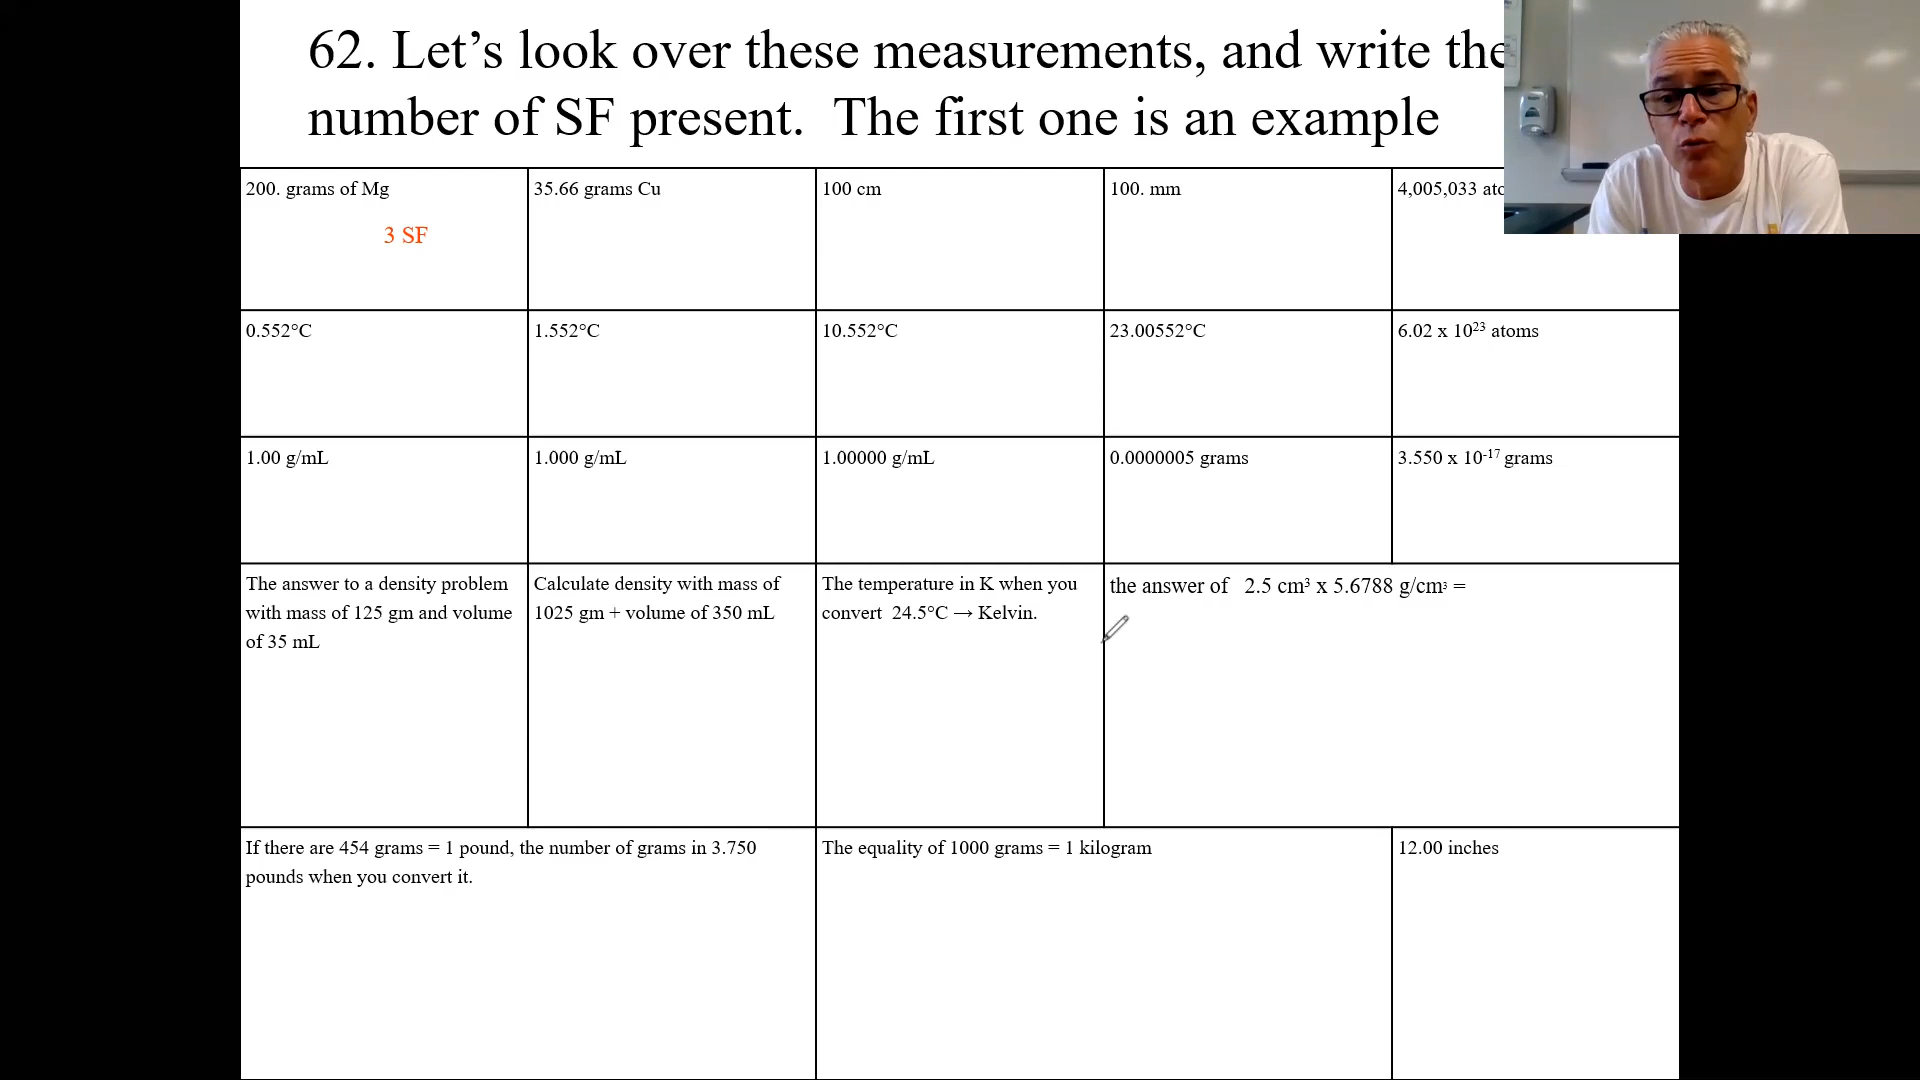 62. Let’s look over these measurements, and write the
number of SF present.  The first one is an example
200. grams of Mg
3 SF
35.66 grams Cu
100 cm
100. mm
4,005,033
0.552°C
1.552°C
10.552°C
23.00552°C
6.02 x 10²³ atoms
1.00 g/mL
1.000 g/mL
1.00000 g/mL
0.0000005 grams
3.550 x 10⁻¹⁷ grams
The answer to a density problem
with mass of 125 gm and volume
of 35 mL
Calculate density with mass of
1025 gm + volume of 350 mL
The temperature in K when you
convert  24.5°C → Kelvin.
the answer of   2.5 cm³ x 5.6788 g/cm³ =
If there are 454 grams = 1 pound, the number of grams in 3.750
pounds when you convert it.
The equality of 1000 grams = 1 kilogram
12.00 inches